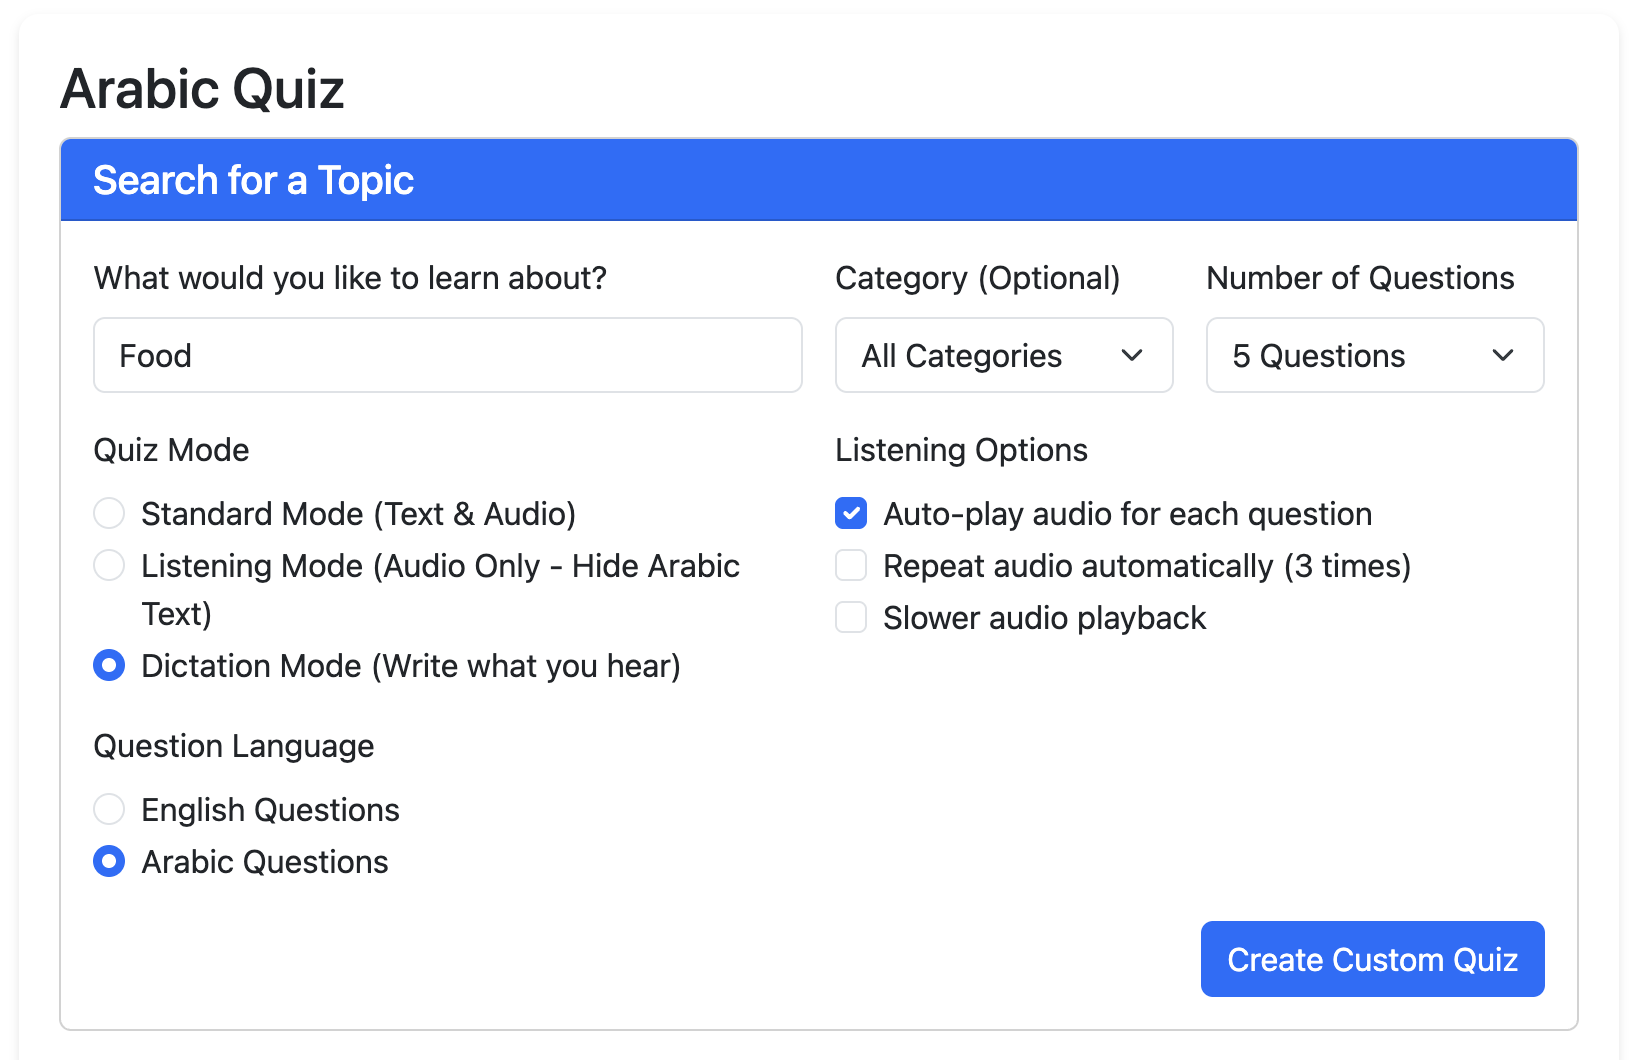 Arabic Quiz
Search for a Topic
What would you like to learn about?
Food
Category (Optional)
All Categories
Number of Questions
5 Questions
Quiz Mode
Standard Mode (Text & Audio)
Listening Mode (Audio Only - Hide Arabic
Text)
Dictation Mode (Write what you hear)
Listening Options
Auto-play audio for each question
Repeat audio automatically (3 times)
Slower audio playback
Question Language
English Questions
Arabic Questions
Create Custom Quiz